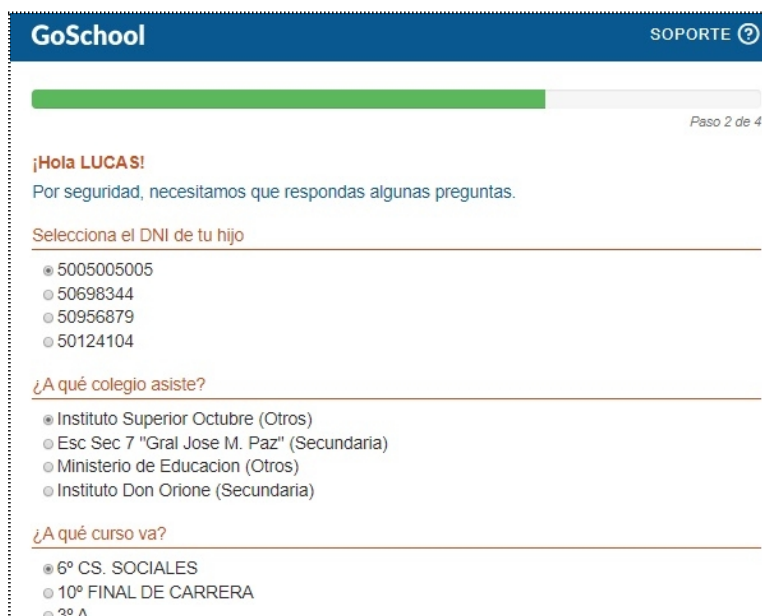 GoSchool
SOPORTE ?
Paso 2 de 4
¡Hola LUCAS!
Por seguridad, necesitamos que respondas algunas preguntas.
Selecciona el DNI de tu hijo
5005005005
50698344
50956879
50124104
¿A qué colegio asiste?
Instituto Superior Octubre (Otros)
Esc Sec 7 "Gral Jose M. Paz" (Secundaria)
Ministerio de Educacion (Otros)
Instituto Don Orione (Secundaria)
¿A qué curso va?
6º CS. SOCIALES
10º FINAL DE CARRERA
3º A